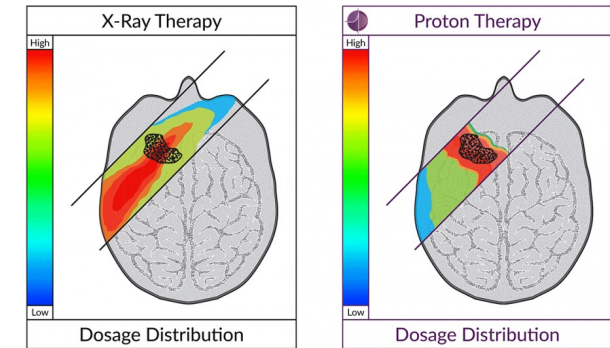 X-Ray Therapy
High
Low
Dosage Distribution
Proton Therapy
High
Low
Dosage Distribution